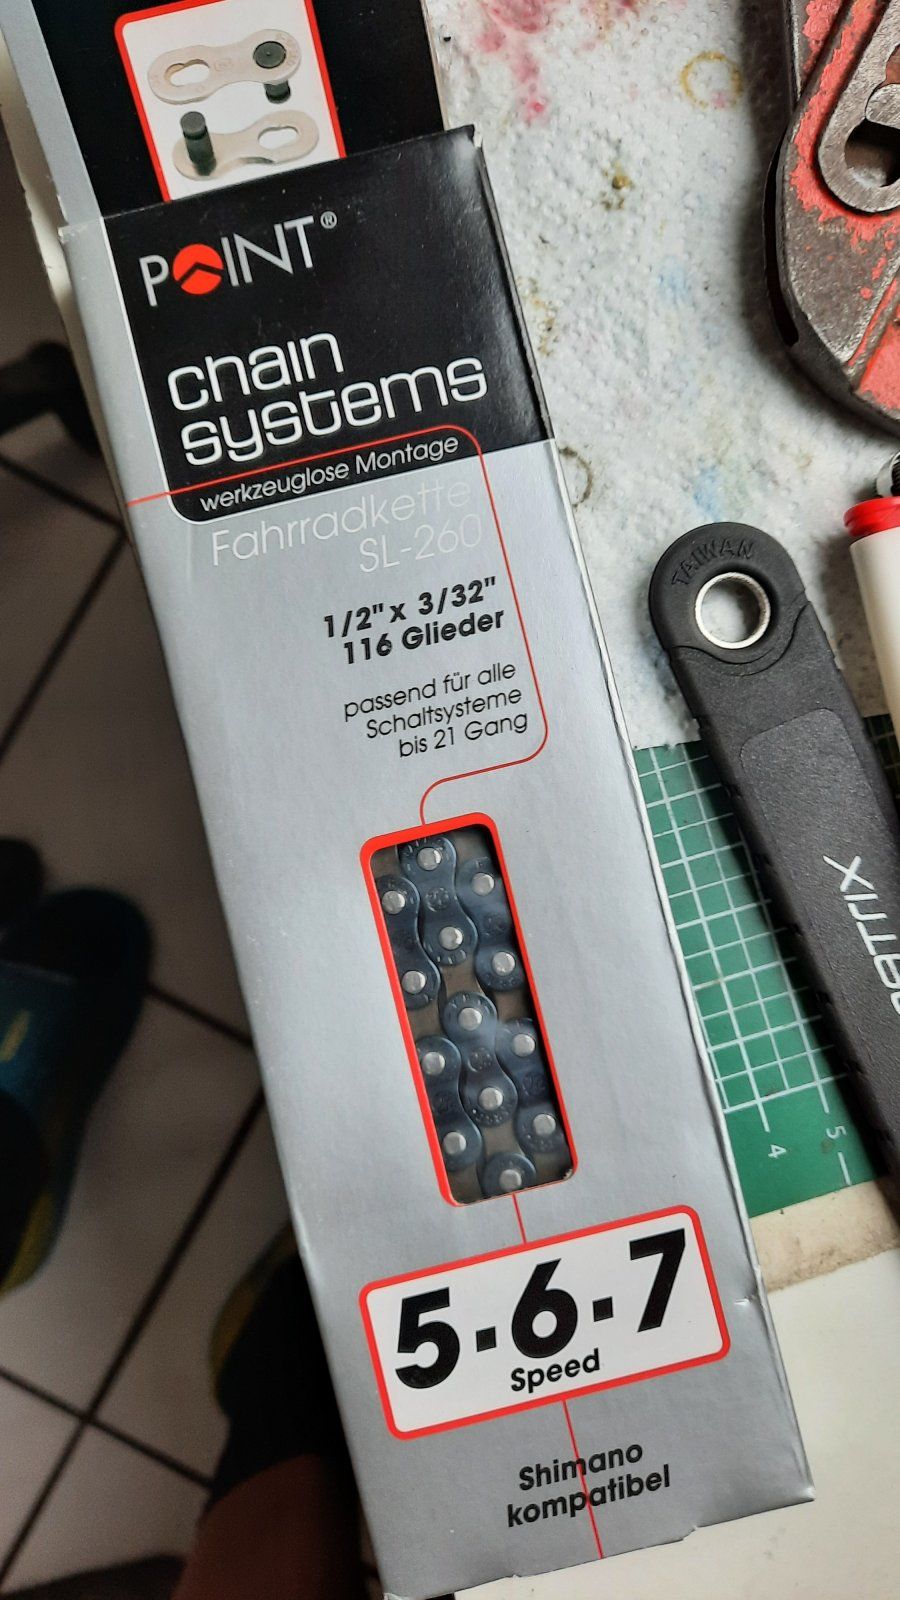 POINT®
chain
systems
werkzeuglose Montage
Fahrradkette
SL-260
1/2" x 3/32"
116 Glieder
passend für alle
Schaltsysteme
bis 21 Gang
5.6.7
Speed
Shimano
kompatibel
TAIWAN
4
5